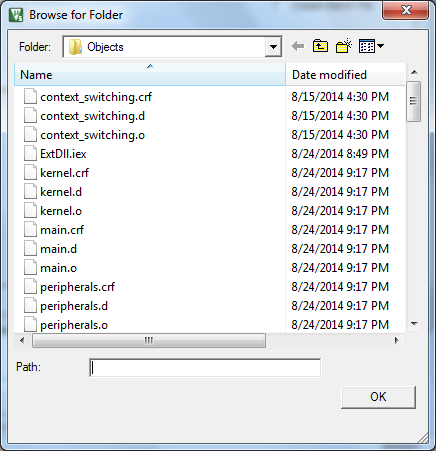 Browse for Folder
Folder: Objects
Name Date modified
context_switching.crf 8/15/2014 4:30 PM
context_switching.d 8/15/2014 4:30 PM
context_switching.o 8/15/2014 4:30 PM
ExtDll.iex 8/24/2014 8:49 PM
kernel.crf 8/24/2014 9:17 PM
kernel.d 8/24/2014 9:17 PM
kernel.o 8/24/2014 9:17 PM
main.crf 8/24/2014 9:17 PM
main.d 8/24/2014 9:17 PM
main.o 8/24/2014 9:17 PM
peripherals.crf 8/24/2014 9:17 PM
peripherals.d 8/24/2014 9:17 PM
peripherals.o 8/24/2014 9:17 PM
Path:
OK